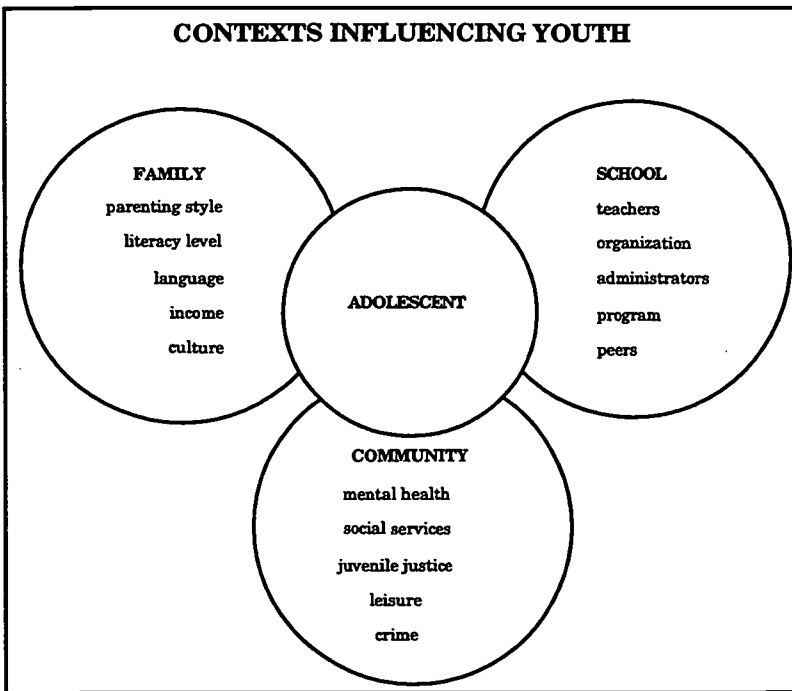 CONTEXTS INFLUENCING YOUTH
FAMILY
parenting style
literacy level
language
income
culture
SCHOOL
teachers
organization
administrators
program
peers
ADOLESCENT
COMMUNITY
mental health
social services
juvenile justice
leisure
crime